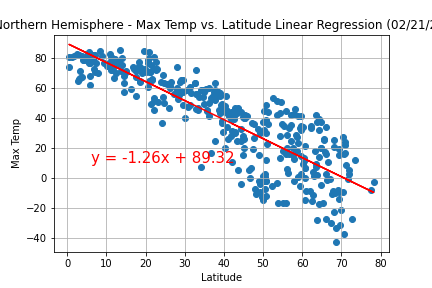 Northern Hemisphere - Max Temp vs. Latitude Linear Regression (02/21/2
80
60
40
20
0
−20
−40
Max Temp
y = -1.26x + 89.32
0 10 20 30 40 50 60 70 80
Latitude